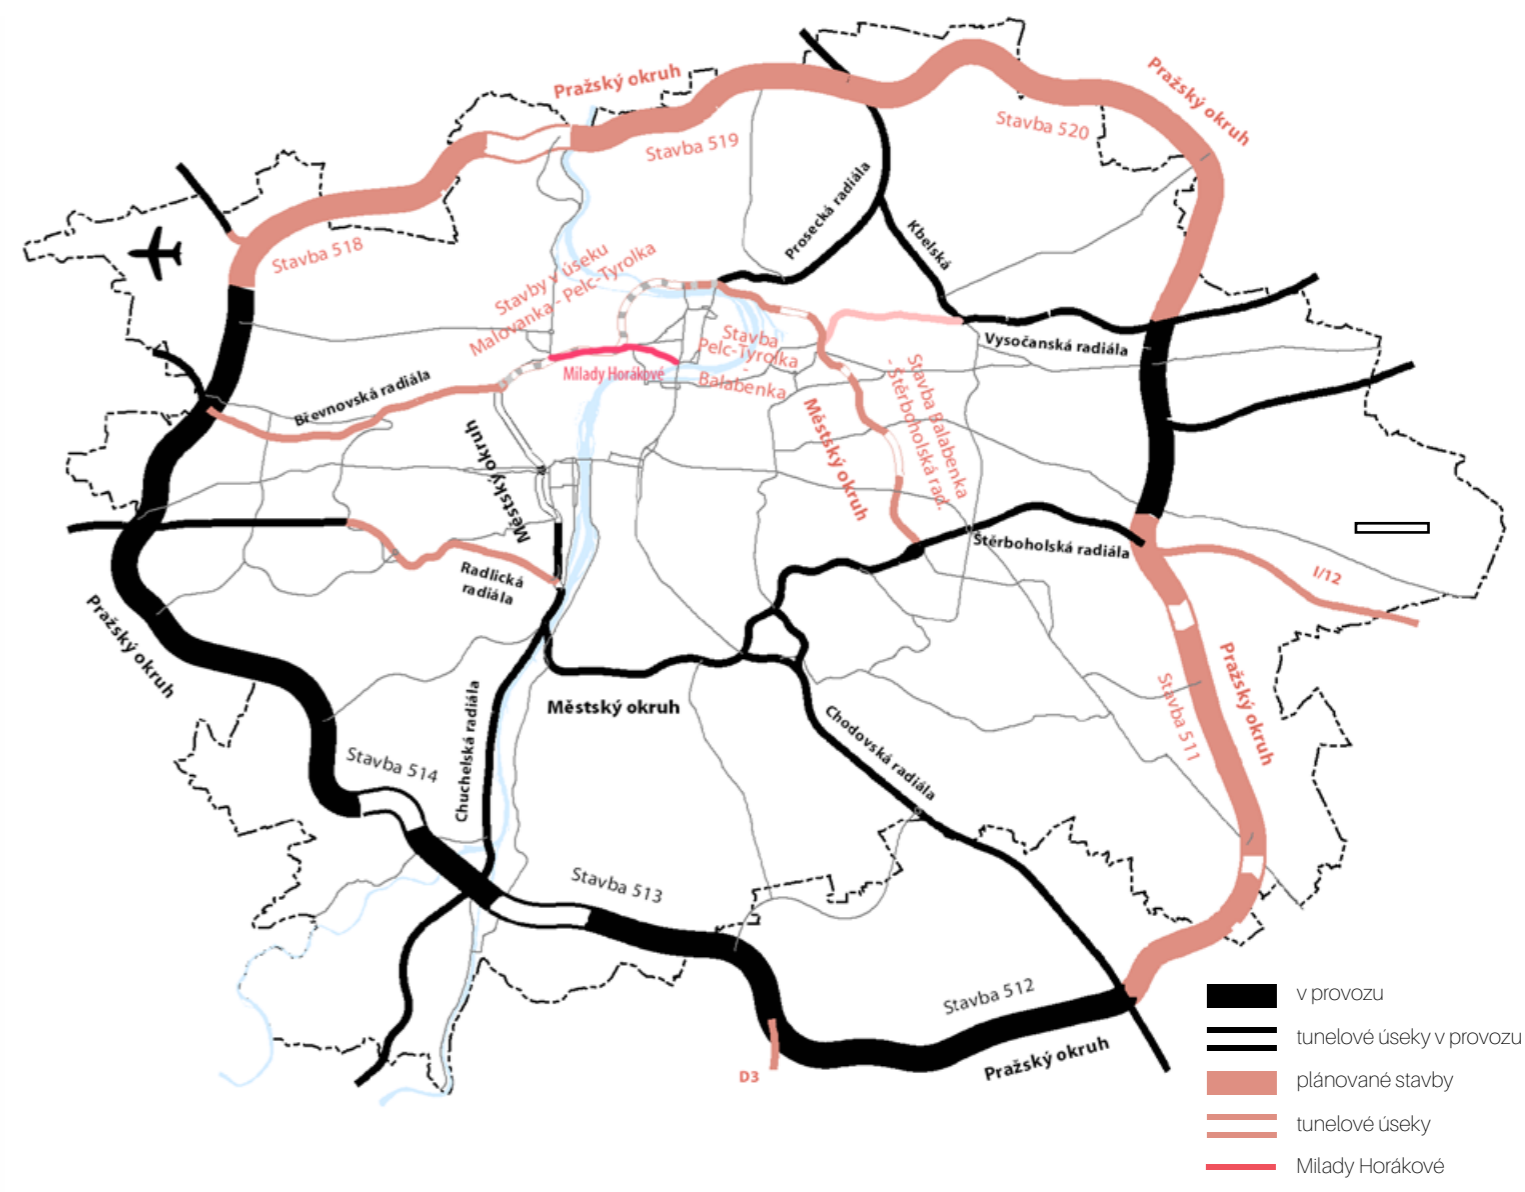 Pražský okruh
Pražský okruh
Stavba 520
Stavba 519
Prosecká radiála
Kbelská
Stavba 518
Stavby v úseku
Malovanka - Pelc-Tyrolka
Stavba
Pelc-Tyrolka
-
Balabenka
Vysočanská radiála
Milady Horákové
Břevnovská radiála
Stavba Balabenka
- Štěrboholská rad.
Městský okruh
Městský okruh
Štěrboholská radiála
I/12
Radlická
radiála
Pražský okruh
Pražský okruh
Stavba 511
Městský okruh
Chuchelská radiála
Chodovská radiála
Stavba 514
Stavba 513
Stavba 512
Pražský okruh
D3
v provozu
tunelové úseky v provozu
plánované stavby
tunelové úseky
Milady Horákové